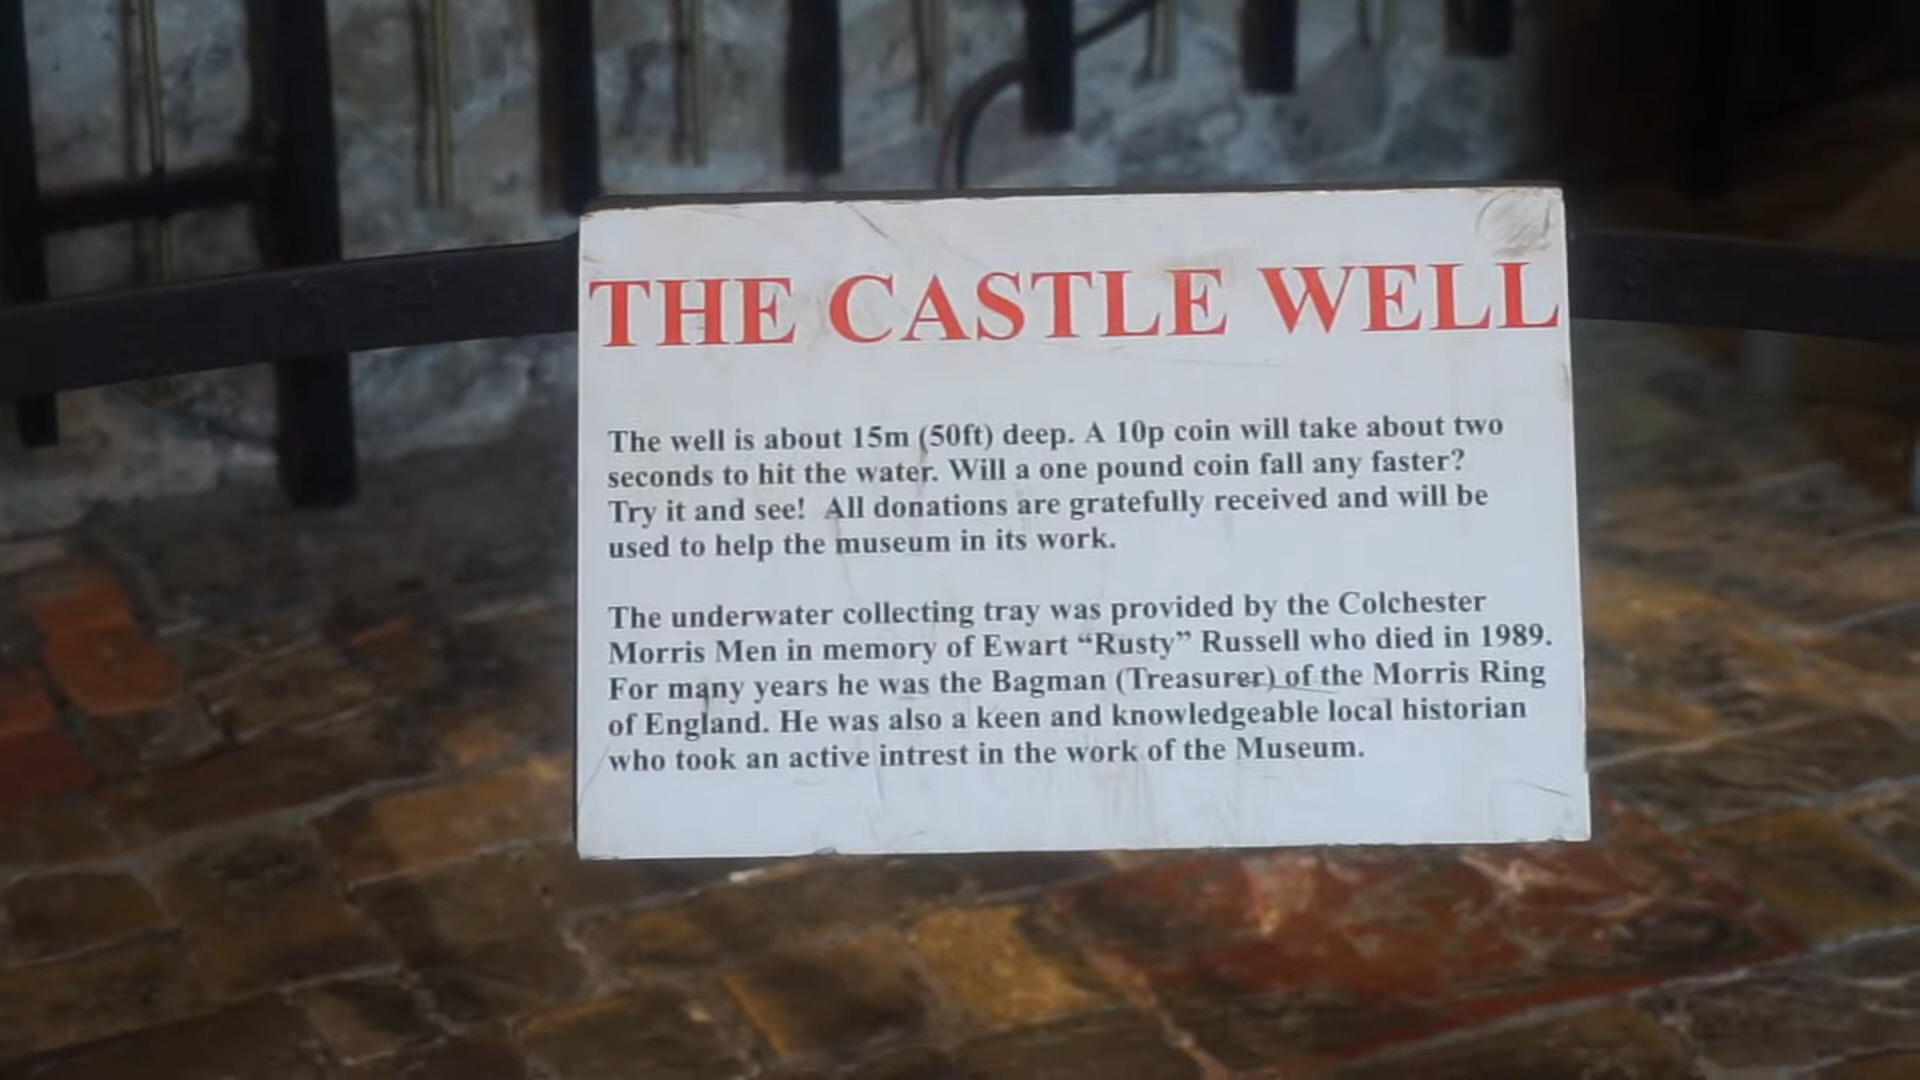 THE CASTLE WELL
The well is about 15m (50ft) deep. A 10p coin will take about two
seconds to hit the water. Will a one pound coin fall any faster?
Try it and see! All donations are gratefully received and will be
used to help the museum in its work.
The underwater collecting tray was provided by the Colchester
Morris Men in memory of Ewart “Rusty” Russell who died in 1989.
For many years he was the Bagman (Treasurer) of the Morris Ring
of England. He was also a keen and knowledgeable local historian
who took an active intrest in the work of the Museum.